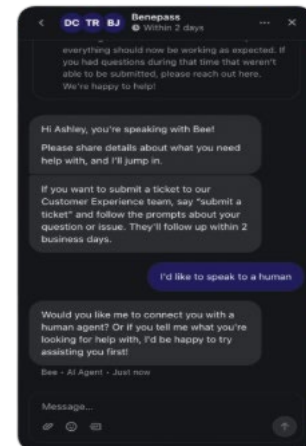 DC TR BJ Benepass
Within 2 days
everything should now be working as expected. If
you had questions during that time that weren't
able to be submitted, please reach out here.
We're happy to help!
Hi Ashley, you're speaking with Bee!
Please share details about what you need
help with, and I'll jump in.
If you want to submit a ticket to our
Customer Experience team, say "submit a
ticket" and follow the prompts about your
question or issue. They'll follow up within 2
business days.
I'd like to speak to a human
Would you like me to connect you with a
human agent? Or if you tell me what you're
looking for help with, I'd be happy to try
assisting you first!
Bee • AI Agent • Just now
Message...